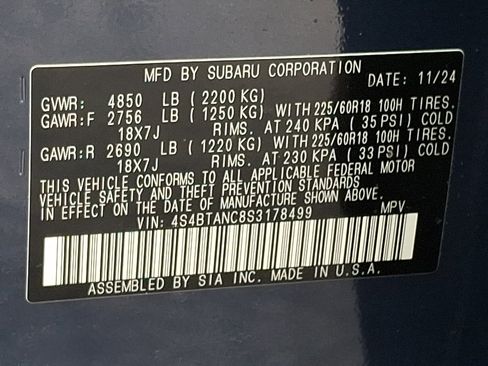 MFD BY SUBARU CORPORATION DATE: 11/24
GVWR: 4850 LB (2200 KG)
GAWR:F 2756 LB (1250 KG) WITH 225/60R18 100H TIRES.
18X7J RIMS. AT 240 KPA (35 PSI) COLD
GAWR:R 2690 LB (1220 KG) WITH 225/60R18 100H TIRES.
18X7J RIMS. AT 230 KPA (33 PSI) COLD
THIS VEHICLE CONFORMS TO ALL APPLICABLE FEDERAL MOTOR
VEHICLE SAFETY AND THEFT PREVENTION STANDARDS
IN EFFECT ON THE DATE OF MANUFACTURE SHOWN ABOVE.
VIN: 4S4BTANC8S3178499 MPV
ASSEMBLED BY SIA INC. MADE IN U.S.A.